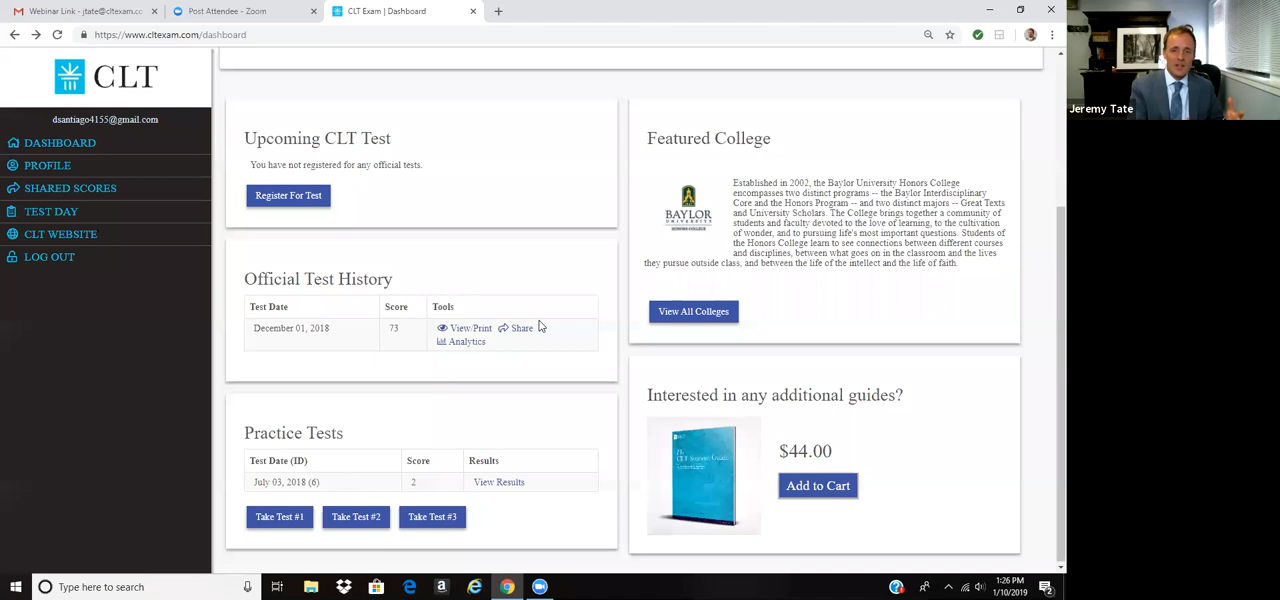 Webinar Link - jtate@cltexam.co
Post Attendee - Zoom
CLT Exam | Dashboard
https://www.cltexam.com/dashboard
CLT
dsantiago4155@gmail.com
DASHBOARD
PROFILE
SHARED SCORES
TEST DAY
CLT WEBSITE
LOG OUT
Upcoming CLT Test
You have not registered for any official tests.
Register For Test
Official Test History
Test Date Score Tools
December 01, 2018 73 View/Print Share
Analytics
Practice Tests
Test Date (ID) Score Results
July 03, 2018 (6) 2 View Results
Take Test #1 Take Test #2 Take Test #3
Featured College
BAYLOR
UNIVERSITY
HONORS COLLEGE
Established in 2002, the Baylor University Honors College
encompasses two distinct programs -- the Baylor Interdisciplinary
Core and the Honors Program -- and two distinct majors -- Great Texts
and University Scholars. The College brings together a community of
students and faculty devoted to the love of learning, to the cultivation
of wonder, and to pursuing life's most important questions. Students of
the Honors College learn to see connections between different courses
and disciplines, between what goes on in the classroom and the lives
they pursue outside class, and between the life of the intellect and the life of faith.
View All Colleges
Interested in any additional guides?
CLT Student Guide
$44.00
Add to Cart
Jeremy Tate
Type here to search
1:26 PM
1/10/2019
2